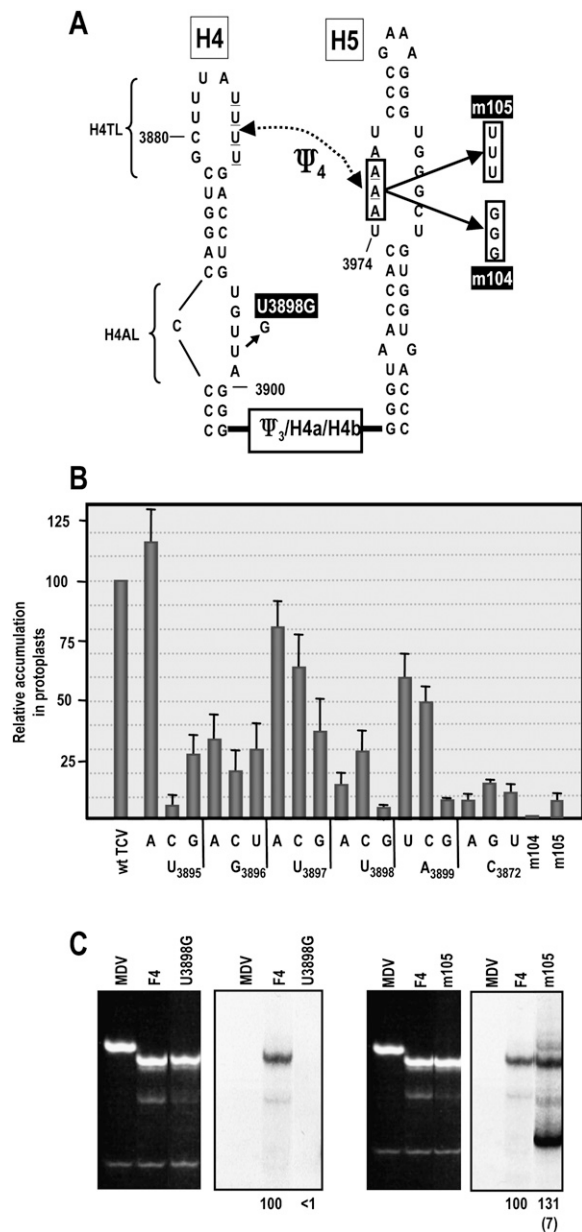 A
H4
H5
A
A A
G A
C G
C G
C G
U A
U U
U U
C U
G U
C G
U A
G C
G C
A U
C G
H4TL
3880
Ψ4
U U
A G
A G
A G
A C
U U
3974
C G
A U
C G
C G
A U
A G
U A
G C
G C
G C
m105
U
U
U
G
G
G
m104
H4AL
C
U
G
U
U
A
U3898G
G
3900
C G
C G
C G
Ψ3/H4a/H4b
B
Relative accumulation
in protoplasts
125
100
75
50
25
wt TCV A C G A C U A C G A C G U C G A G U m104 m105
U3895 G3896 U3897 U3898 A3899 C3872
C
MDV F4 U3898G MDV F4 U3898G MDV F4 m105 MDV F4 m105
100 <1 100 131
(7)